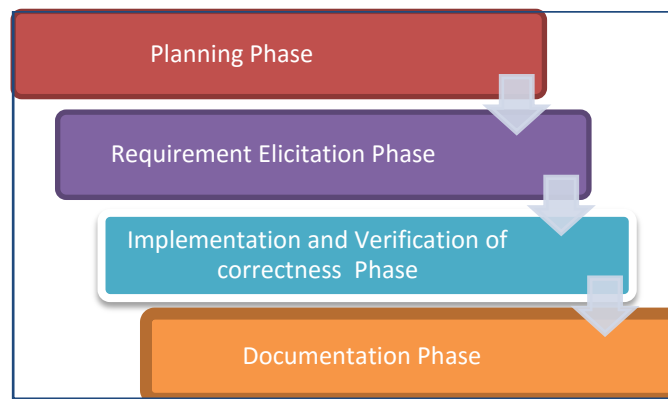 Planning Phase
Requirement Elicitation Phase
Implementation and Verification of
correctness Phase
Documentation Phase